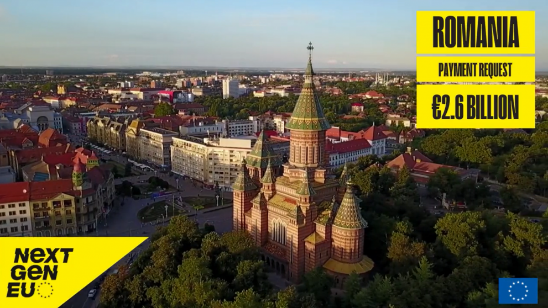 ROMANIA
PAYMENT REQUEST
€2.6 BILLION
NEXT
GEN
EU